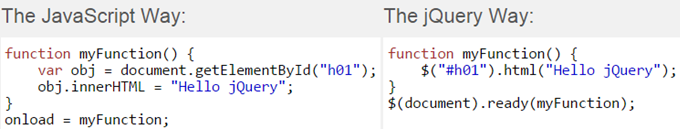 The JavaScript Way:
function myFunction() {
    var obj = document.getElementById("h01");
    obj.innerHTML = "Hello jQuery";
}
onload = myFunction;
The jQuery Way:
function myFunction() {
    $("#h01").html("Hello jQuery");
}
$(document).ready(myFunction);